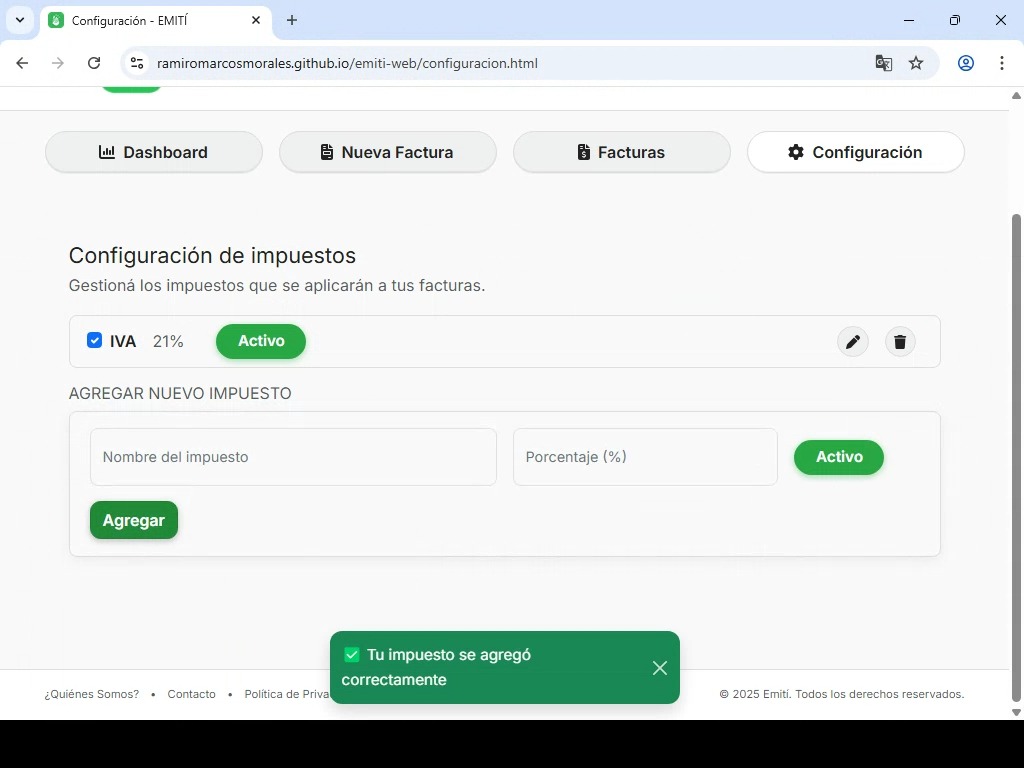 Configuración - EMITÍ
ramiromarcosmorales.github.io/emiti-web/configuracion.html
Dashboard
Nueva Factura
Facturas
Configuración
Configuración de impuestos
Gestioná los impuestos que se aplicarán a tus facturas.
IVA 21% Activo
AGREGAR NUEVO IMPUESTO
Nombre del impuesto
Porcentaje (%)
Activo
Agregar
Tu impuesto se agregó
correctamente
¿Quiénes Somos? • Contacto • Política de Priva
© 2025 Emití. Todos los derechos reservados.